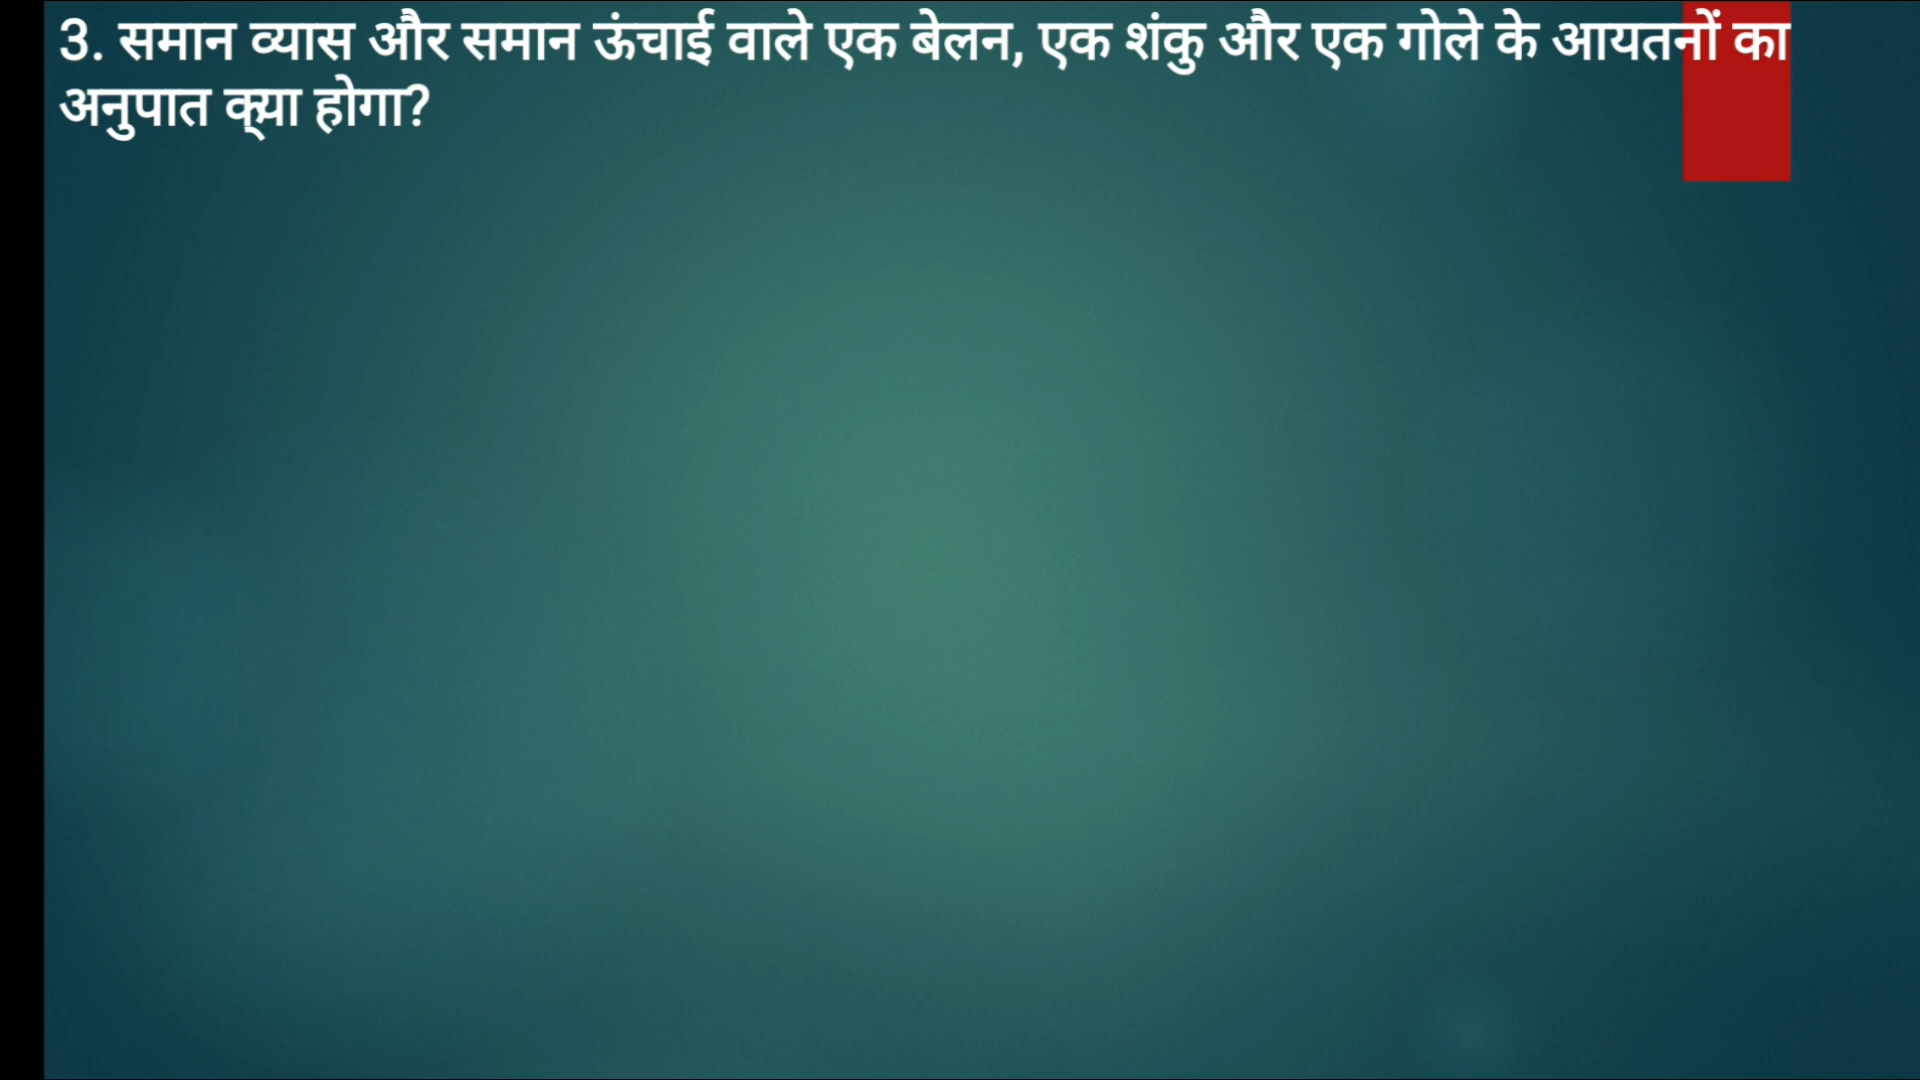 3. समान व्यास और समान ऊंचाई वाले एक बेलन, एक शंकु और एक गोले के आयतनों का
अनुपात क्या होगा?